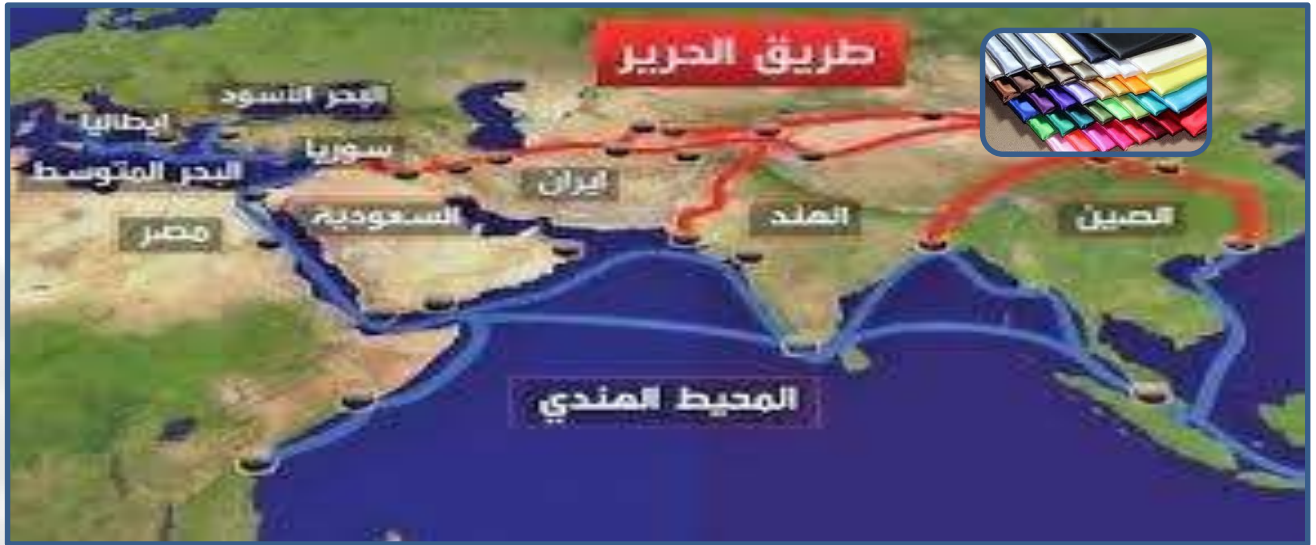 طريق الحرير
البحر الأسود
ايطاليا
سوريا
البحر المتوسط
ايران
السعودية
الهند
الصين
مصر
المحيط الهندي